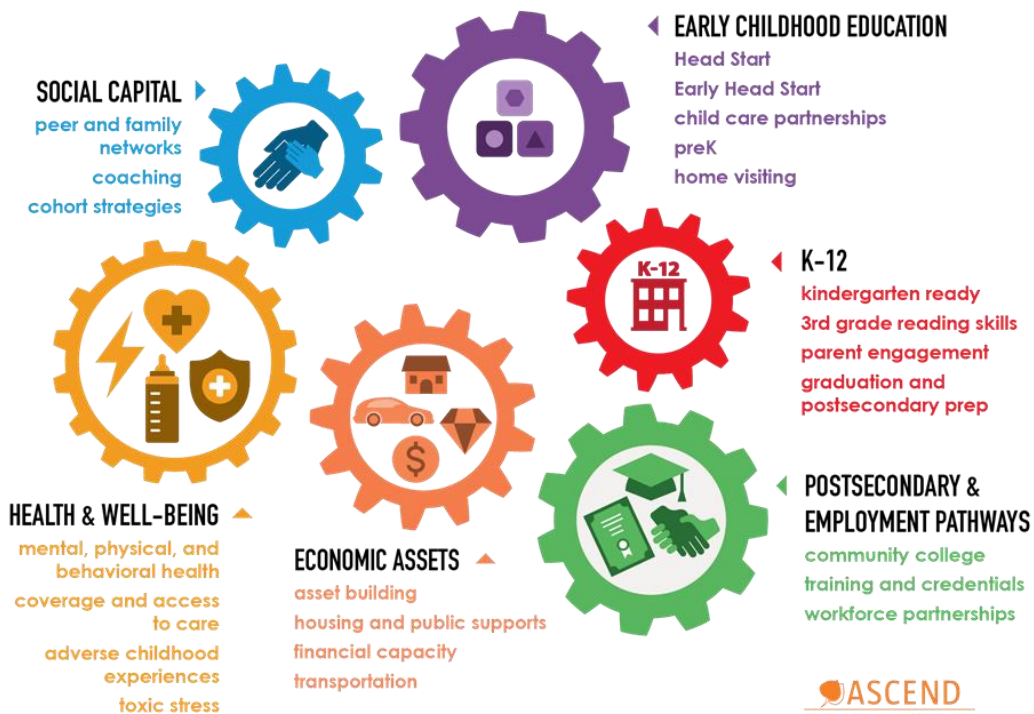 SOCIAL CAPITAL
peer and family
networks
coaching
cohort strategies
EARLY CHILDHOOD EDUCATION
Head Start
Early Head Start
child care partnerships
preK
home visiting
K-12
K-12
kindergarten ready
3rd grade reading skills
parent engagement
graduation and
postsecondary prep
HEALTH & WELL-BEING
mental, physical, and
behavioral health
coverage and access
to care
adverse childhood
experiences
toxic stress
ECONOMIC ASSETS
$
asset building
housing and public supports
financial capacity
transportation
POSTSECONDARY &
EMPLOYMENT PATHWAYS
community college
training and credentials
workforce partnerships
ASCEND